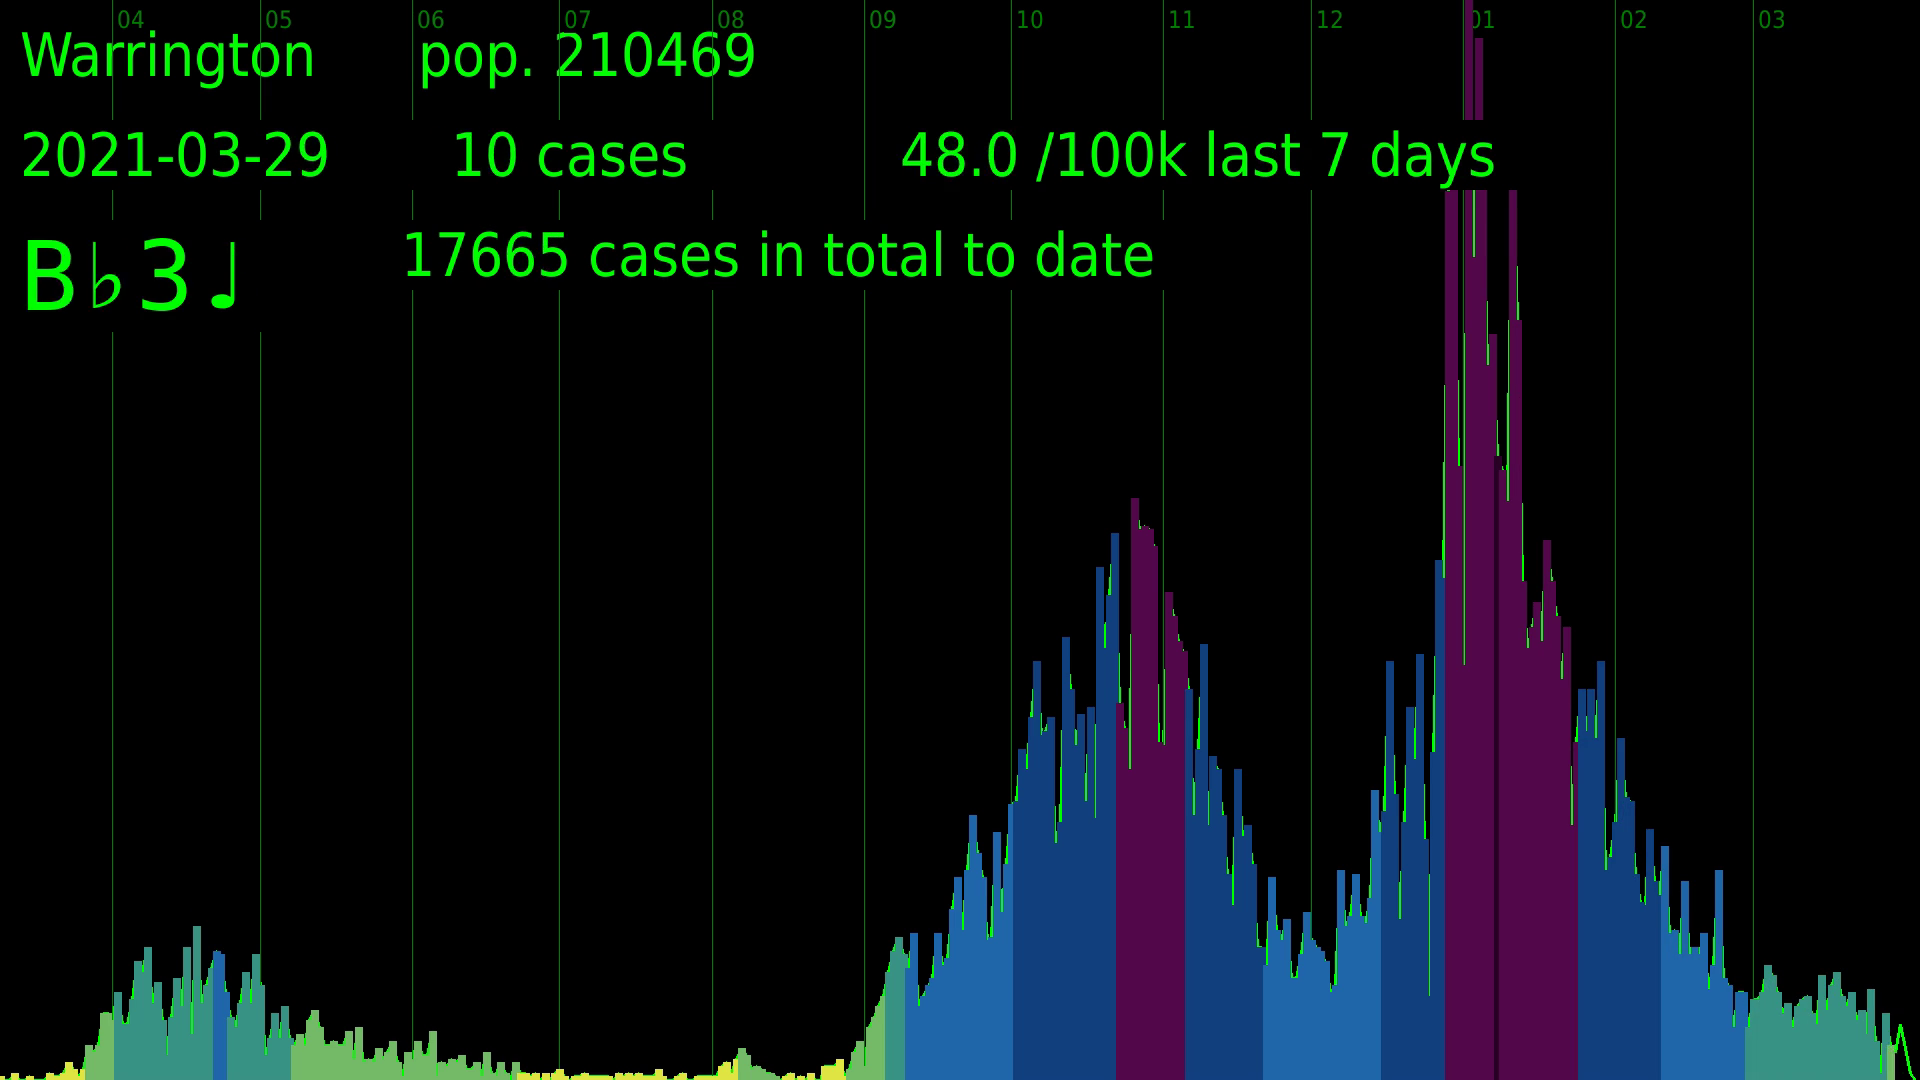 04 05 06 07 08 09 10 11 12 01 02 03
Warrington pop. 210469
2021-03-29 10 cases 48.0 /100k last 7 days
B♭3♩ 17665 cases in total to date